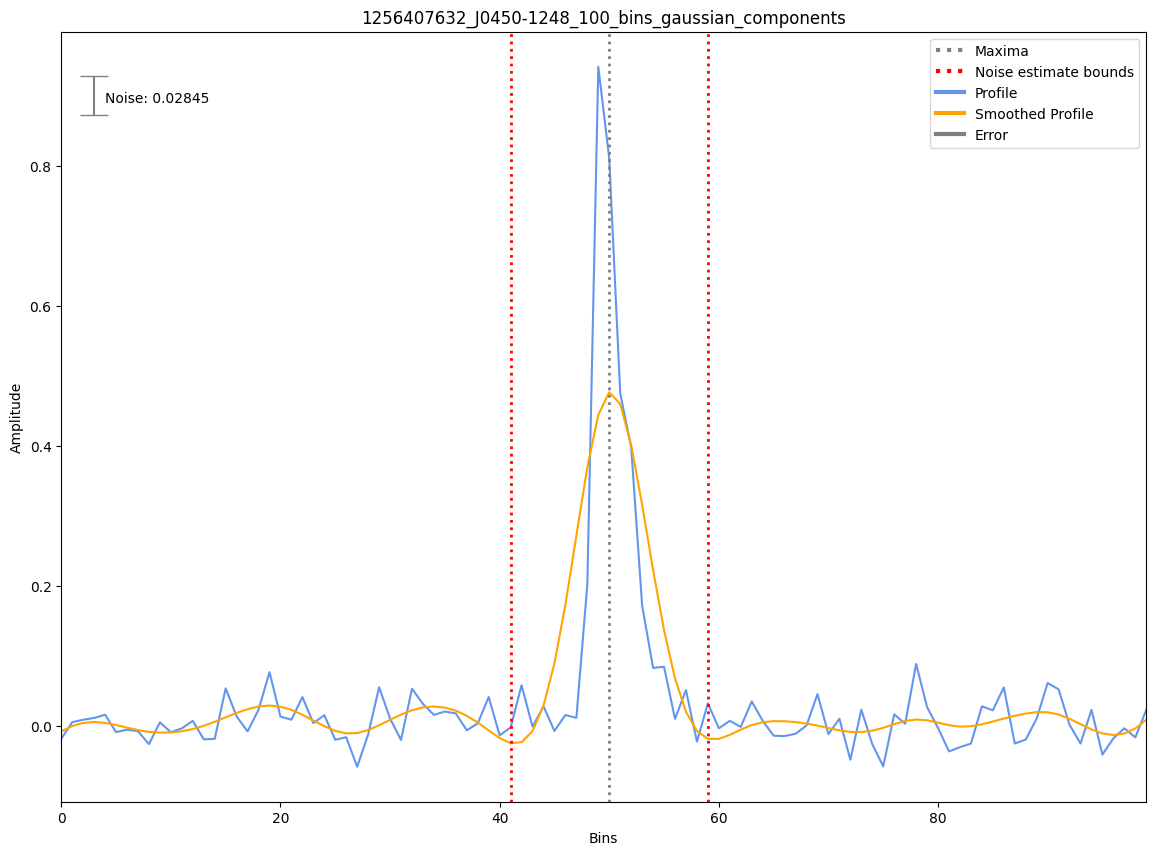 1256407632_J0450-1248_100_bins_gaussian_components
Noise: 0.02845
Maxima
Noise estimate bounds
Profile
Smoothed Profile
Error
Amplitude
0.8
0.6
0.4
0.2
0.0
0 20 40 60 80
Bins